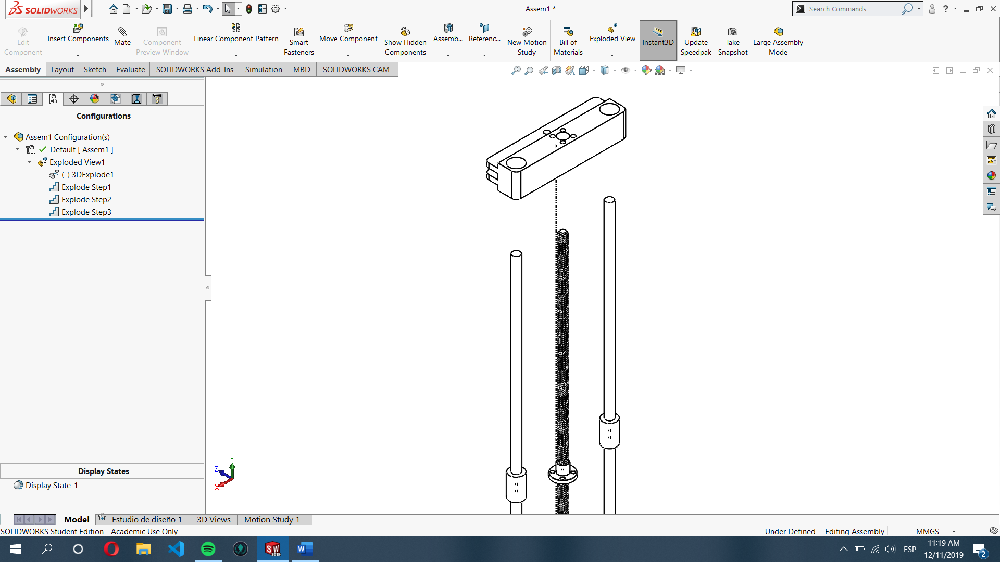 SOLIDWORKS
Assem1 *
Search Commands
?
Edit Component
Insert Components
Mate
Component Preview Window
Linear Component Pattern
Smart Fasteners
Move Component
Show Hidden Components
Assemb...
Referenc...
New Motion Study
Bill of Materials
Exploded View
Instant3D
Update Speedpak
Take Snapshot
Large Assembly Mode
Assembly
Layout
Sketch
Evaluate
SOLIDWORKS Add-Ins
Simulation
MBD
SOLIDWORKS CAM
Configurations
Assem1 Configuration(s)
Default [ Assem1 ]
Exploded View1
(-) 3DExplode1
Explode Step1
Explode Step2
Explode Step3
Y
Z
X
Display States
Display State-1
Model
Estudio de diseño 1
3D Views
Motion Study 1
SOLIDWORKS Student Edition - Academic Use Only
Under Defined
Editing Assembly
MMGS
SW 2019
W
ESP
11:19 AM
12/11/2019
2